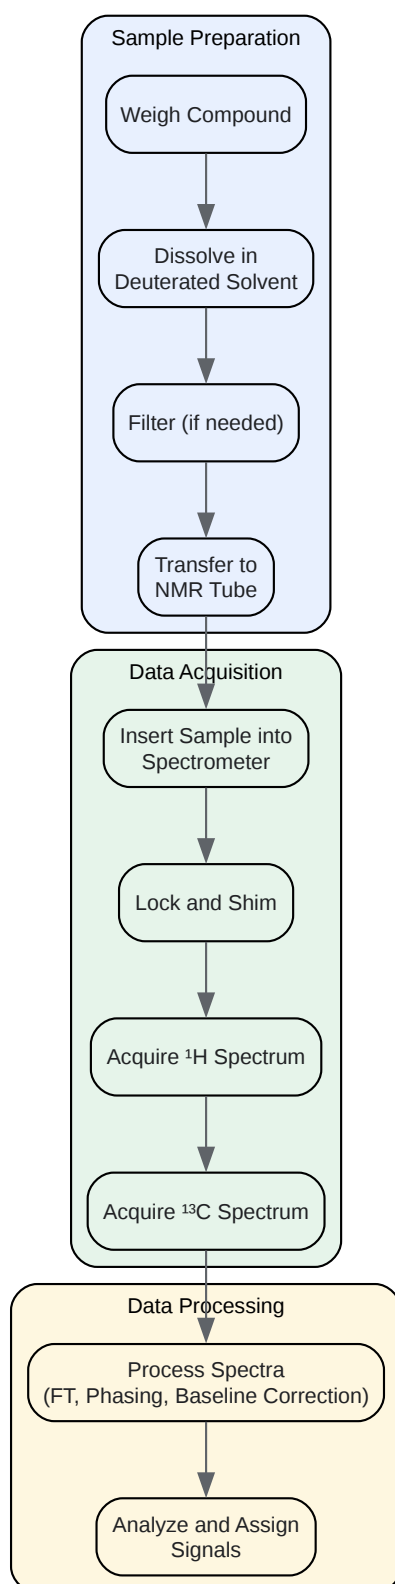 Sample Preparation
Weigh Compound
Dissolve in
Deuterated Solvent
Filter (if needed)
Transfer to
NMR Tube
Data Acquisition
Insert Sample into
Spectrometer
Lock and Shim
Acquire ¹H Spectrum
Acquire ¹³C Spectrum
Data Processing
Process Spectra
(FT, Phasing, Baseline Correction)
Analyze and Assign
Signals